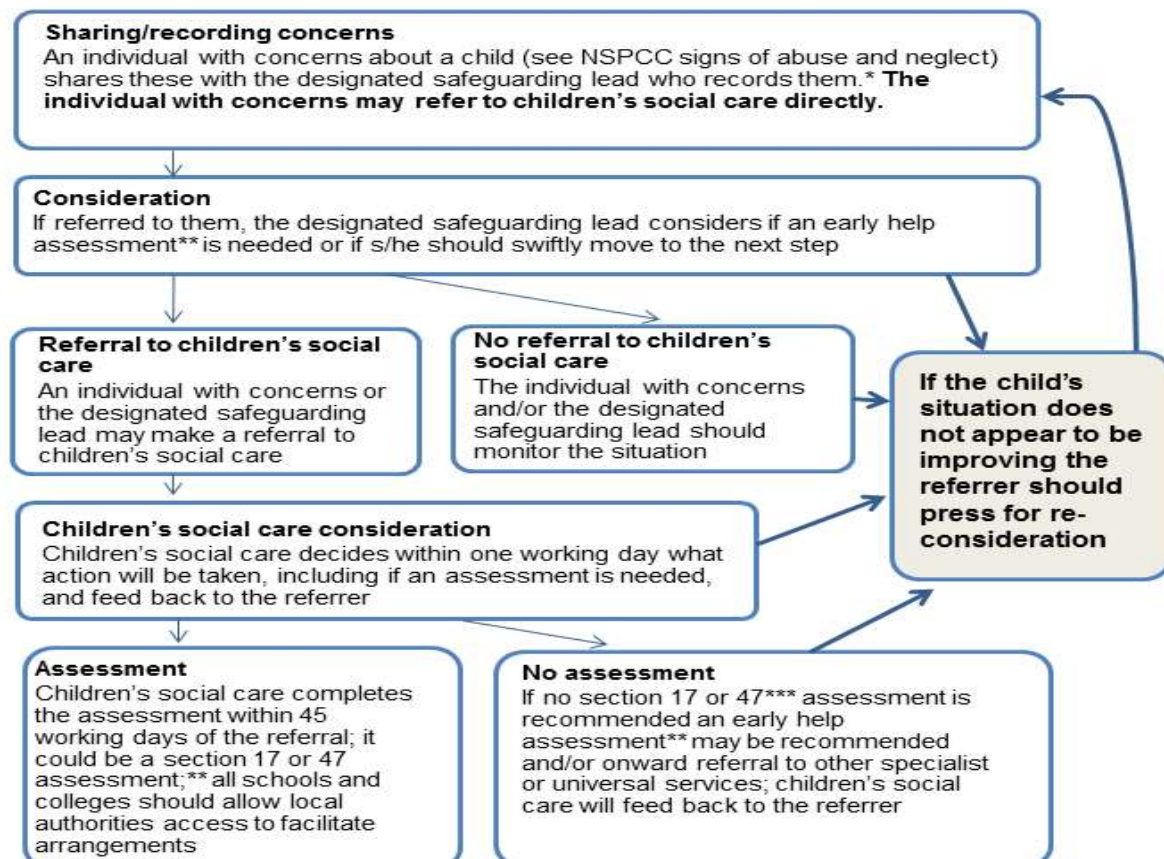 Sharing/recording concerns
An individual with concerns about a child (see NSPCC signs of abuse and neglect)
shares these with the designated safeguarding lead who records them.* The
individual with concerns may refer to children's social care directly.
Consideration
If referred to them, the designated safeguarding lead considers if an early help
assessment** is needed or if s/he should swiftly move to the next step
Referral to children's social
care
An individual with concerns or
the designated safeguarding
lead may make a referral to
children's social care
No referral to children's
social care
The individual with concerns
and/or the designated
safeguarding lead should
monitor the situation
If the child's
situation does
not appear to be
improving the
referrer should
press for re-
consideration
Children's social care consideration
Children's social care decides within one working day what
action will be taken, including if an assessment is needed,
and feed back to the referrer
Assessment
Children's social care completes
the assessment within 45
working days of the referral; it
could be a section 17 or 47
assessment;** all schools and
colleges should allow local
authorities access to facilitate
arrangements
No assessment
If no section 17 or 47*** assessment is
recommended an early help
assessment** may be recommended
and/or onward referral to other specialist
or universal services; children's social
care will feed back to the referrer